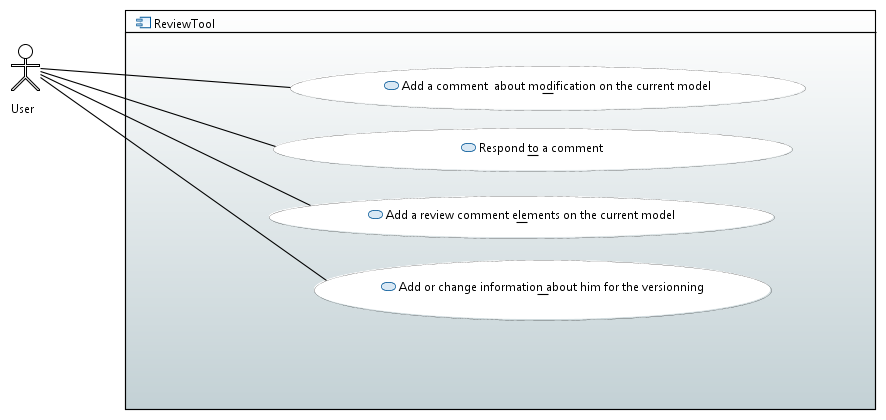 ReviewTool
User
Add a comment  about modification on the current model
Respond to a comment
Add a review comment elements on the current model
Add or change information about him for the versionning